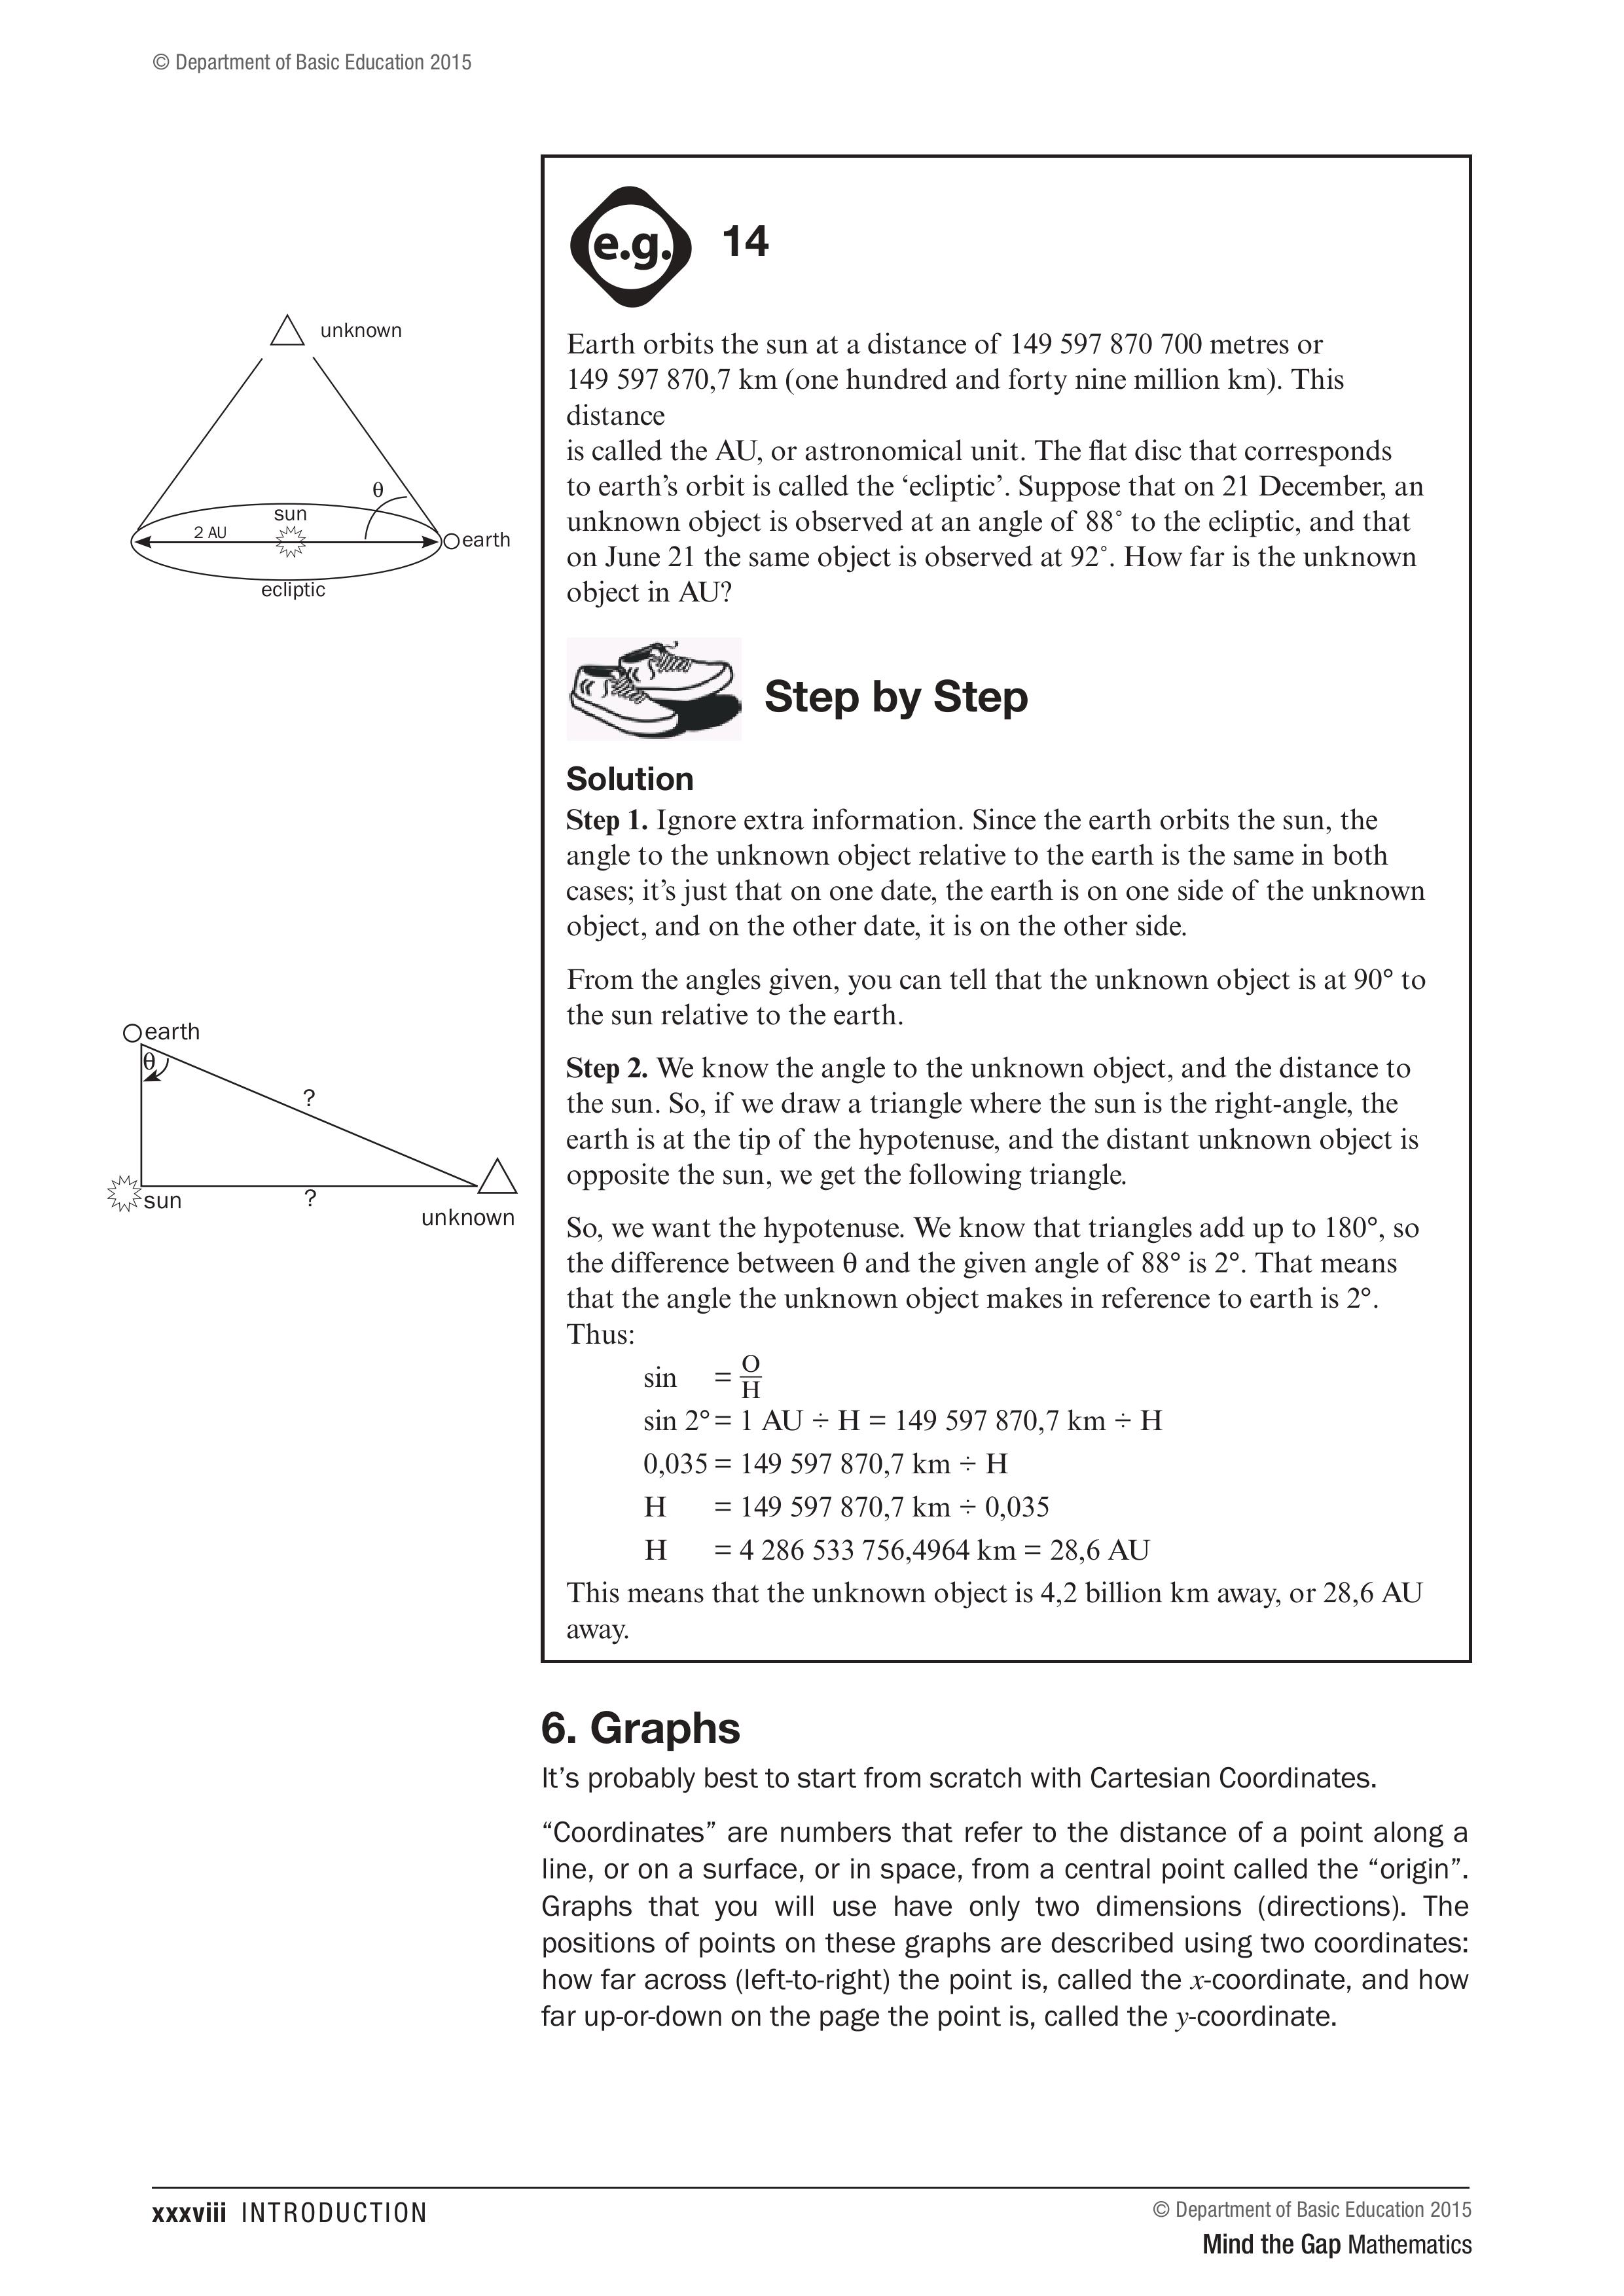 © Department of Basic Education 2015
e.g. 14
unknown
θ
sun
2 AU
earth
ecliptic
Earth orbits the sun at a distance of 149 597 870 700 metres or
149 597 870,7 km (one hundred and forty nine million km). This
distance
is called the AU, or astronomical unit. The flat disc that corresponds
to earth’s orbit is called the ‘ecliptic’. Suppose that on 21 December, an
unknown object is observed at an angle of 88˚ to the ecliptic, and that
on June 21 the same object is observed at 92˚. How far is the unknown
object in AU?
Step by Step
Solution
Step 1. Ignore extra information. Since the earth orbits the sun, the
angle to the unknown object relative to the earth is the same in both
cases; it’s just that on one date, the earth is on one side of the unknown
object, and on the other date, it is on the other side.
From the angles given, you can tell that the unknown object is at 90° to
the sun relative to the earth.
earth
θ
?
sun
?
unknown
Step 2. We know the angle to the unknown object, and the distance to
the sun. So, if we draw a triangle where the sun is the right-angle, the
earth is at the tip of the hypotenuse, and the distant unknown object is
opposite the sun, we get the following triangle.
So, we want the hypotenuse. We know that triangles add up to 180°, so
the difference between θ and the given angle of 88° is 2°. That means
that the angle the unknown object makes in reference to earth is 2°.
Thus:
sin = O/H
sin 2° = 1 AU ÷ H = 149 597 870,7 km ÷ H
0,035 = 149 597 870,7 km ÷ H
H = 149 597 870,7 km ÷ 0,035
H = 4 286 533 756,4964 km = 28,6 AU
This means that the unknown object is 4,2 billion km away, or 28,6 AU
away.
6. Graphs
It’s probably best to start from scratch with Cartesian Coordinates.
“Coordinates” are numbers that refer to the distance of a point along a
line, or on a surface, or in space, from a central point called the “origin”.
Graphs that you will use have only two dimensions (directions). The
positions of points on these graphs are described using two coordinates:
how far across (left-to-right) the point is, called the x-coordinate, and how
far up-or-down on the page the point is, called the y-coordinate.
xxxviii INTRODUCTION
© Department of Basic Education 2015
Mind the Gap Mathematics